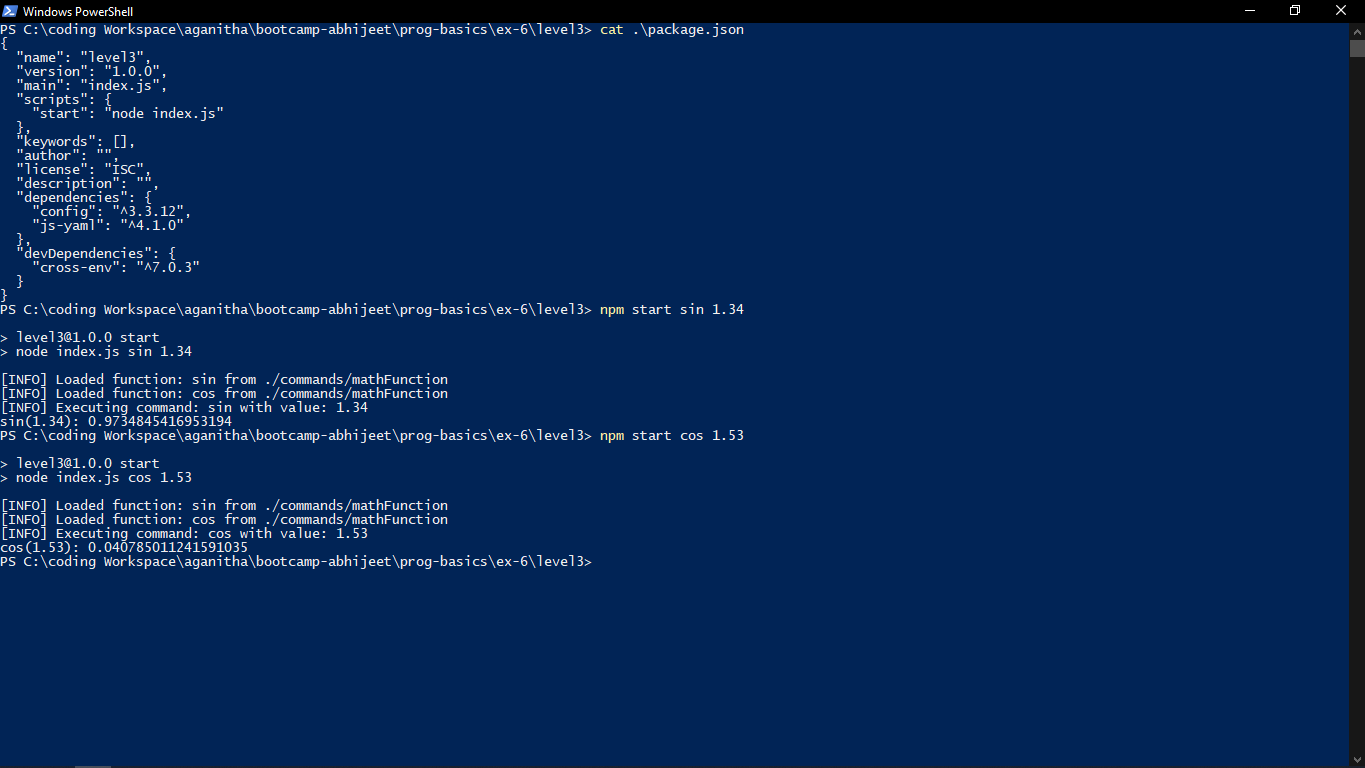 Windows PowerShell
PS C:\coding Workspace\aganitha\bootcamp-abhijeet\prog-basics\ex-6\level3> cat .\package.json
{
  "name": "level3",
  "version": "1.0.0",
  "main": "index.js",
  "scripts": {
    "start": "node index.js"
  },
  "keywords": [],
  "author": "",
  "license": "ISC",
  "description": "",
  "dependencies": {
    "config": "^3.3.12",
    "js-yaml": "^4.1.0"
  },
  "devDependencies": {
    "cross-env": "^7.0.3"
  }
}
PS C:\coding Workspace\aganitha\bootcamp-abhijeet\prog-basics\ex-6\level3> npm start sin 1.34
> level3@1.0.0 start
> node index.js sin 1.34
[INFO] Loaded function: sin from ./commands/mathFunction
[INFO] Loaded function: cos from ./commands/mathFunction
[INFO] Executing command: sin with value: 1.34
sin(1.34): 0.9734845416953194
PS C:\coding Workspace\aganitha\bootcamp-abhijeet\prog-basics\ex-6\level3> npm start cos 1.53
> level3@1.0.0 start
> node index.js cos 1.53
[INFO] Loaded function: sin from ./commands/mathFunction
[INFO] Loaded function: cos from ./commands/mathFunction
[INFO] Executing command: cos with value: 1.53
cos(1.53): 0.040785011241591035
PS C:\coding Workspace\aganitha\bootcamp-abhijeet\prog-basics\ex-6\level3>